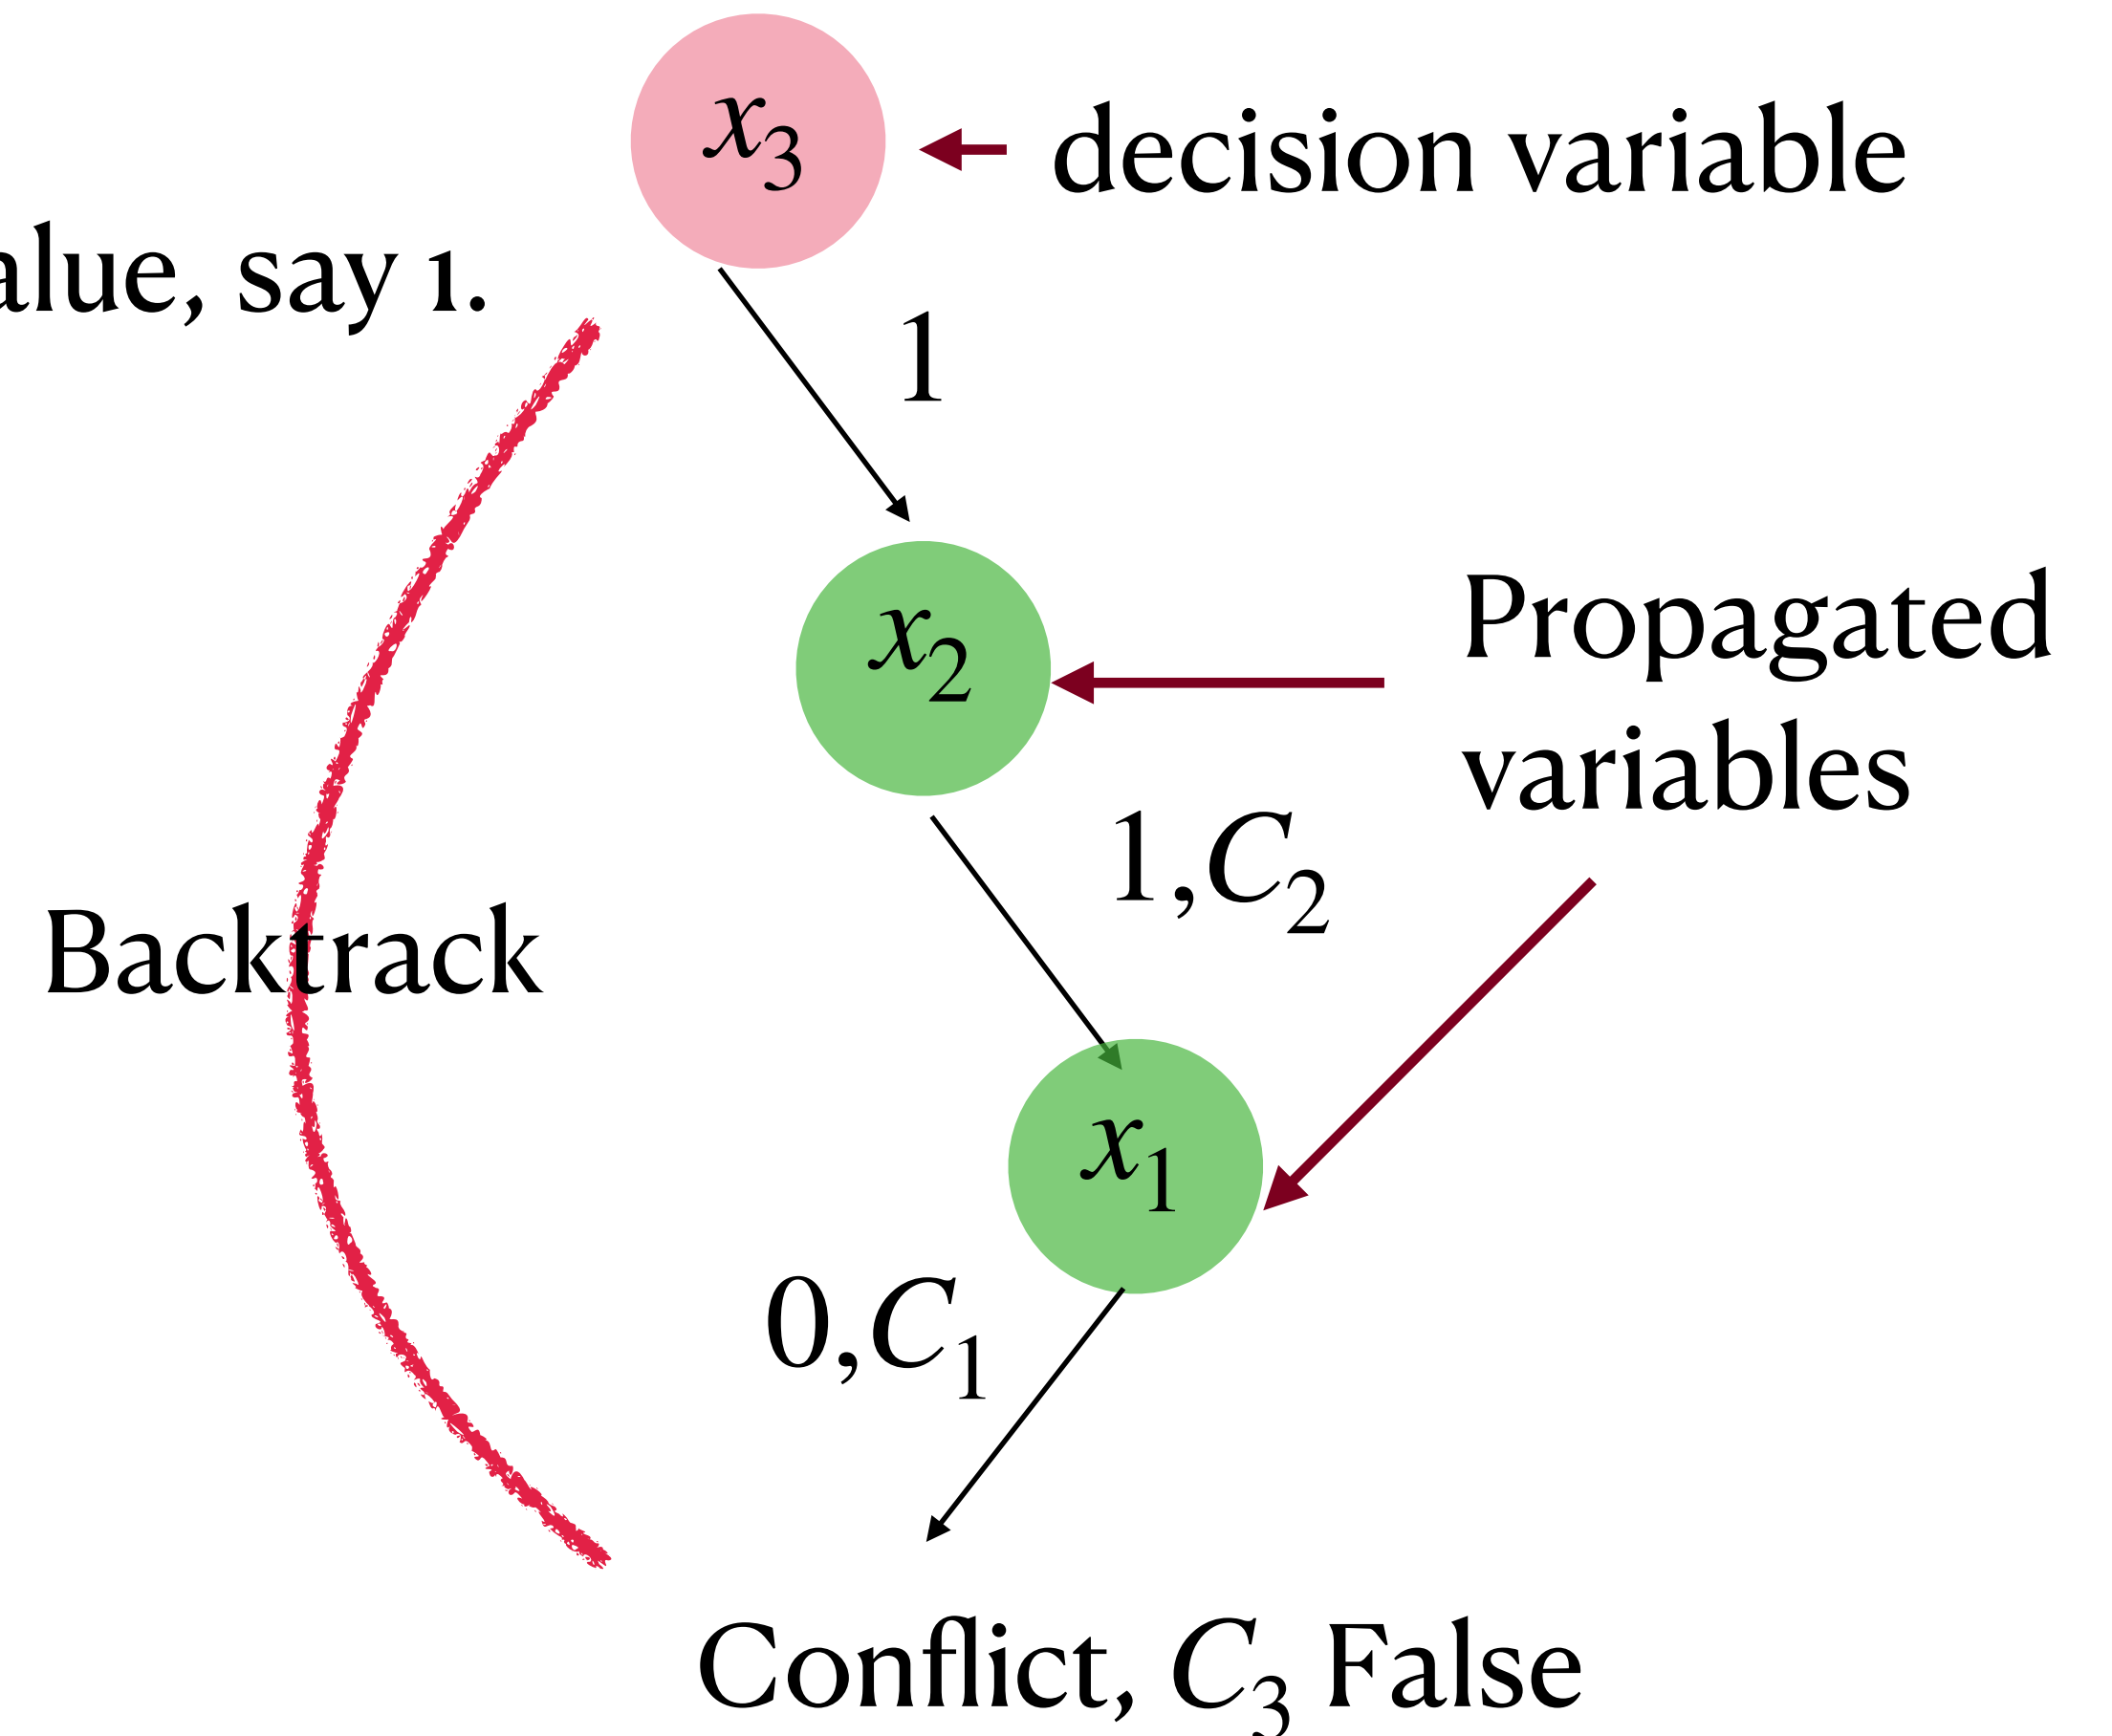 x₃
decision variable
alue, say 1.
1
x₂
Propagated
variables
1, C₂
Backtrack
x₁
0, C₁
Conflict, C₃ False